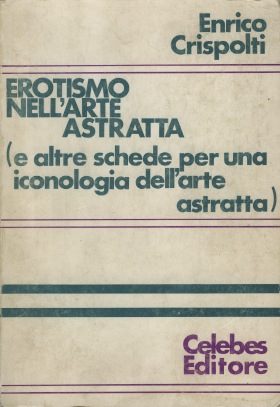 Enrico
Crispolti
EROTISMO
NELL'ARTE
ASTRATTA
(e altre schede per una
iconologia dell'arte
astratta)
Celebes
Editore